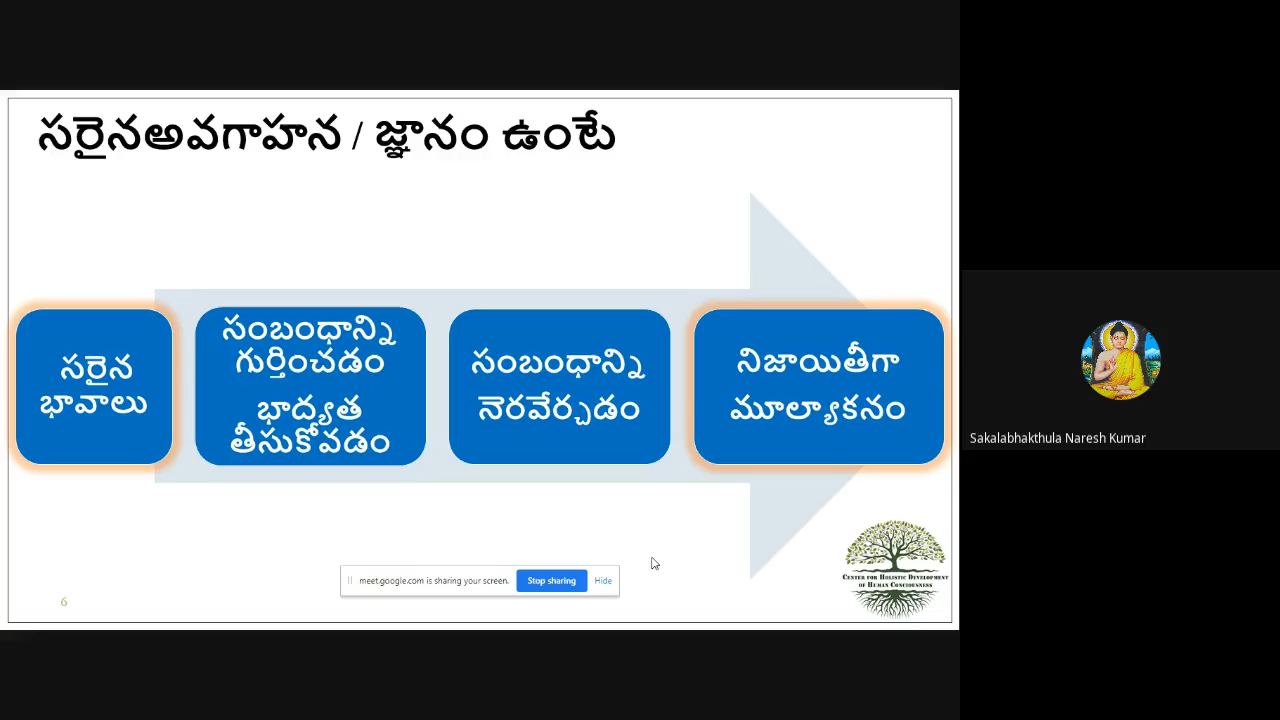 సరైనఅవగాహన / జ్ఞానం ఉంటే
సరైన
భావాలు
సంబంధాన్ని
గుర్తించడం
భాద్యత
తీసుకోవడం
సంబంధాన్ని
నెరవేర్చడం
నిజాయితీగా
మూల్యాకనం
meet.google.com is sharing your screen. Stop sharing Hide
6
CENTER FOR HOLISTIC DEVELOPMENT
OF HUMAN CONCIOUSNESS
Sakalabhakthula Naresh Kumar